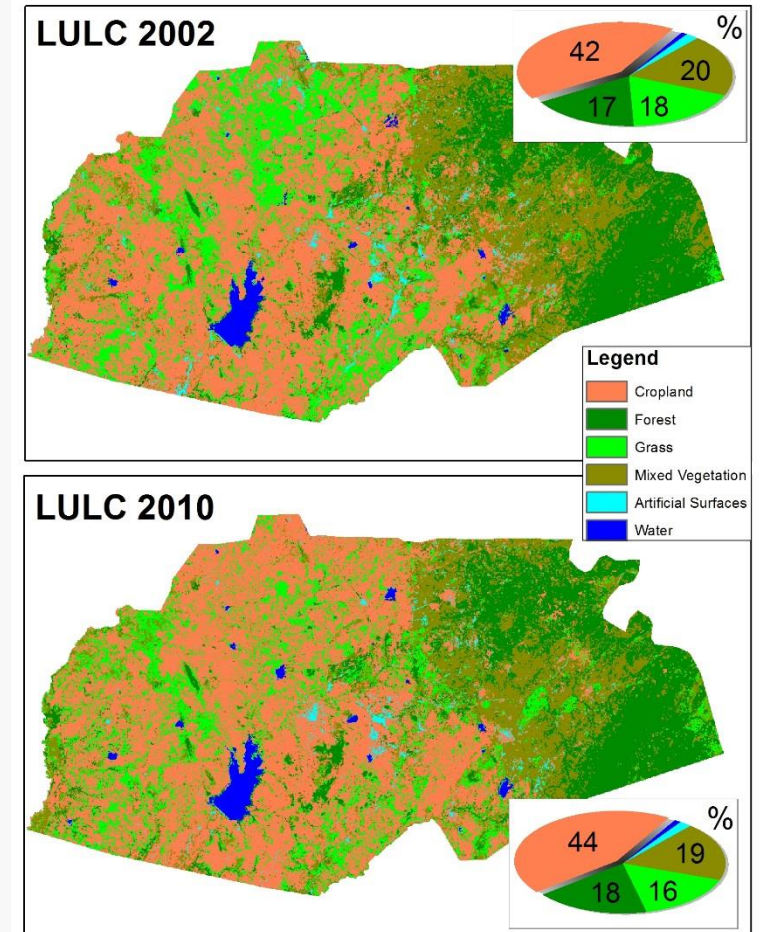 LULC 2002
%
42
20
17
18
Legend
Cropland
Forest
Grass
Mixed Vegetation
Artificial Surfaces
Water
LULC 2010
%
44
19
18
16